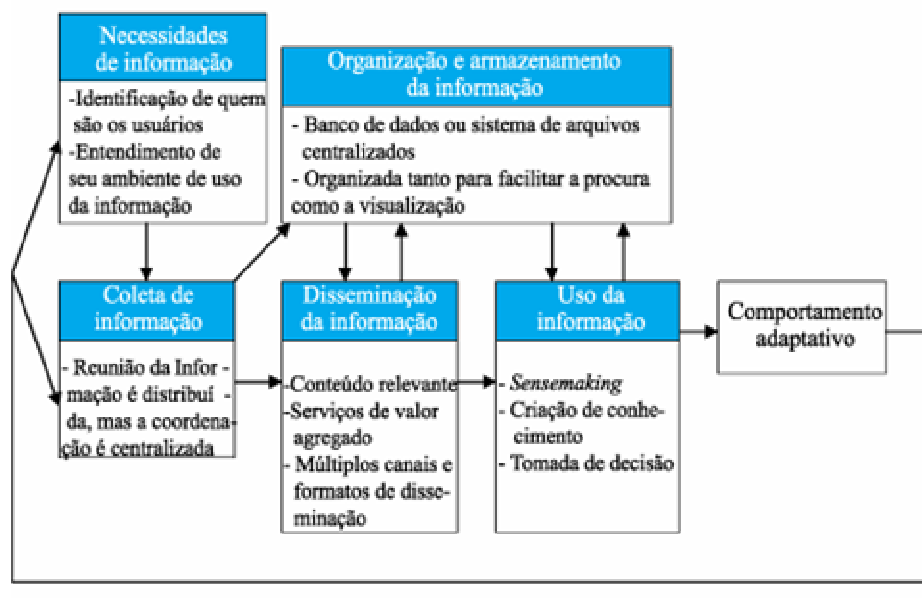 Necessidades
de informação
-Identificação de quem
são os usuários
-Entendimento de
seu ambiente de uso
da informação
Organização e armazenamento
da informação
- Banco de dados ou sistema de arquivos
centralizados
- Organizada tanto para facilitar a procura
como a visualização
Coleta de
informação
- Reunião da Infor -
mação é distribuí -
da, mas a coordena-
ção é centralizada
Disseminação
da informação
-Conteúdo relevante
-Serviços de valor
agregado
- Múltiplos canais e
formatos de disse-
minação
Uso da
informação
- Sensemaking
- Criação de conhe-
cimento
- Tomada de decisão
Comportamento
adaptativo